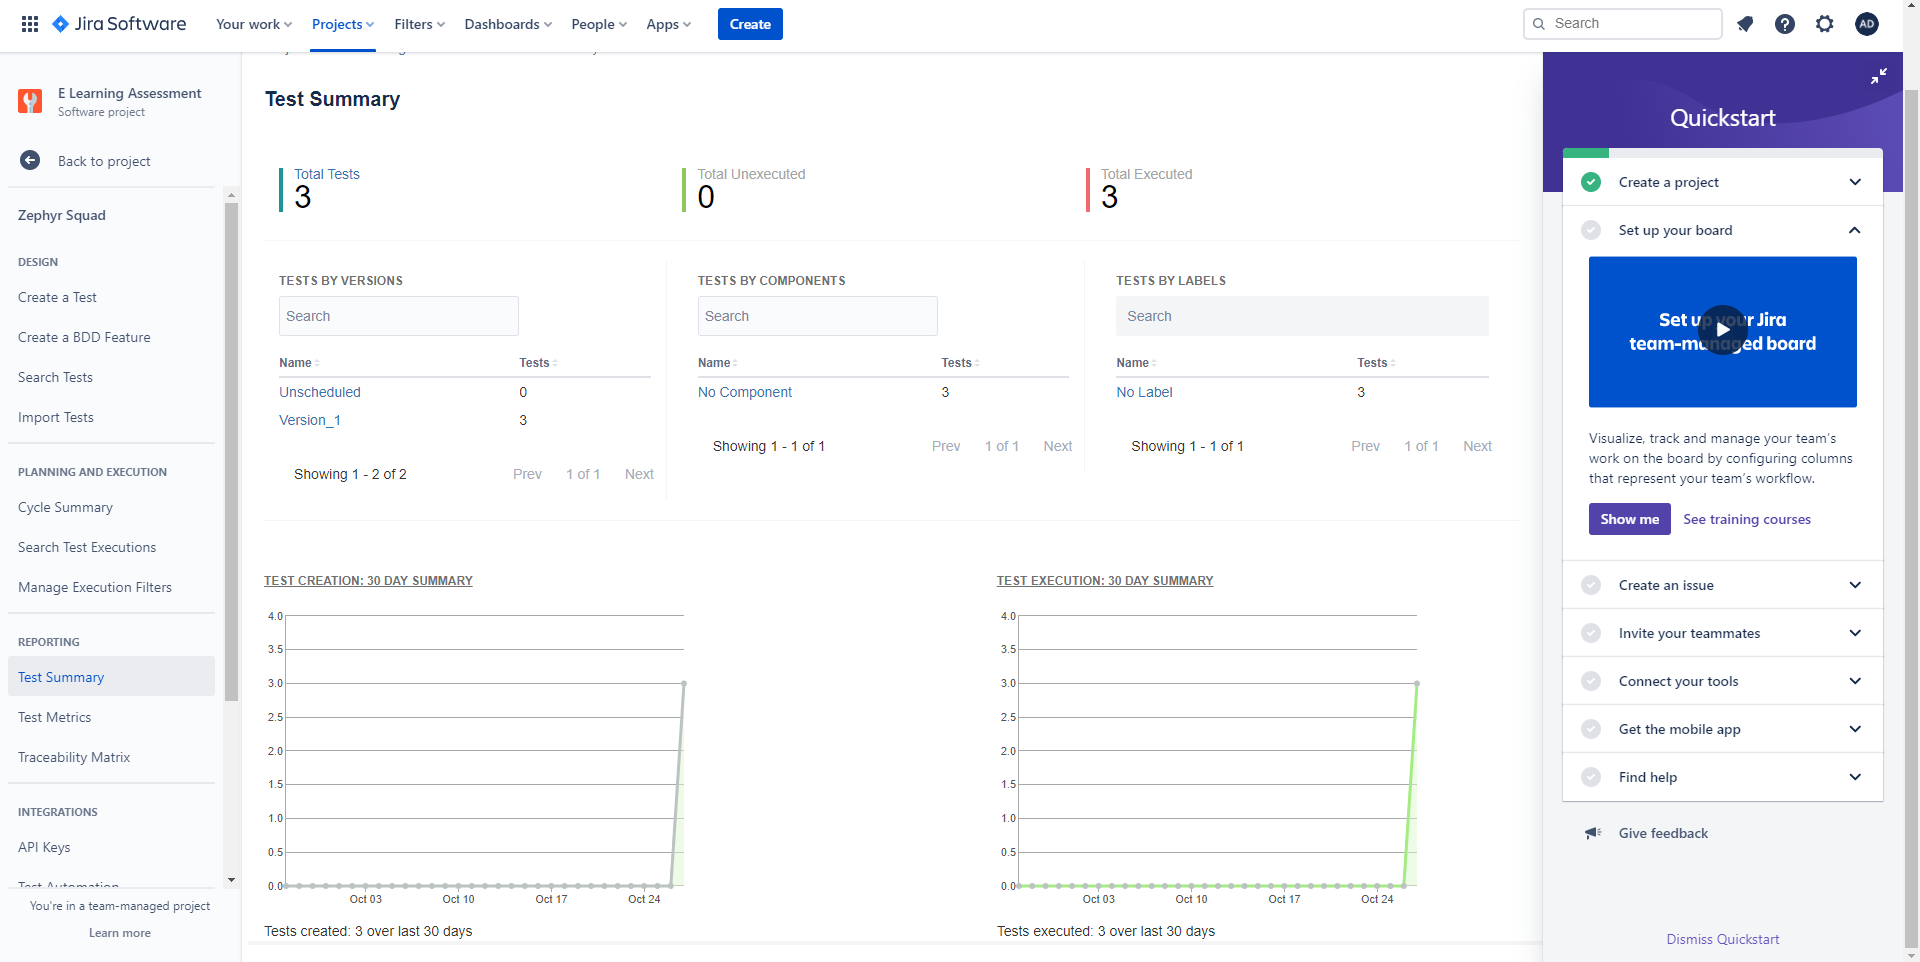 Jira Software
Your work
Projects
Filters
Dashboards
People
Apps
Create
Search
AD
E Learning Assessment
Software project
Back to project
Zephyr Squad
DESIGN
Create a Test
Create a BDD Feature
Search Tests
Import Tests
PLANNING AND EXECUTION
Cycle Summary
Search Test Executions
Manage Execution Filters
REPORTING
Test Summary
Test Metrics
Traceability Matrix
INTEGRATIONS
API Keys
Test Automation
You're in a team-managed project
Learn more
Test Summary
Total Tests
3
Total Unexecuted
0
Total Executed
3
TESTS BY VERSIONS
Search
Name Tests
Unscheduled 0
Version_1 3
Showing 1 - 2 of 2 Prev 1 of 1 Next
TESTS BY COMPONENTS
Search
Name Tests
No Component 3
Showing 1 - 1 of 1 Prev 1 of 1 Next
TESTS BY LABELS
Search
Name Tests
No Label 3
Showing 1 - 1 of 1 Prev 1 of 1 Next
TEST CREATION: 30 DAY SUMMARY
4.0
3.5
3.0
2.5
2.0
1.5
1.0
0.5
0.0
Oct 03 Oct 10 Oct 17 Oct 24
Tests created: 3 over last 30 days
TEST EXECUTION: 30 DAY SUMMARY
4.0
3.5
3.0
2.5
2.0
1.5
1.0
0.5
0.0
Oct 03 Oct 10 Oct 17 Oct 24
Tests executed: 3 over last 30 days
Quickstart
Create a project
Set up your board
Set up your Jira
team-managed board
Visualize, track and manage your team's
work on the board by configuring columns
that represent your team's workflow.
Show me
See training courses
Create an issue
Invite your teammates
Connect your tools
Get the mobile app
Find help
Give feedback
Dismiss Quickstart